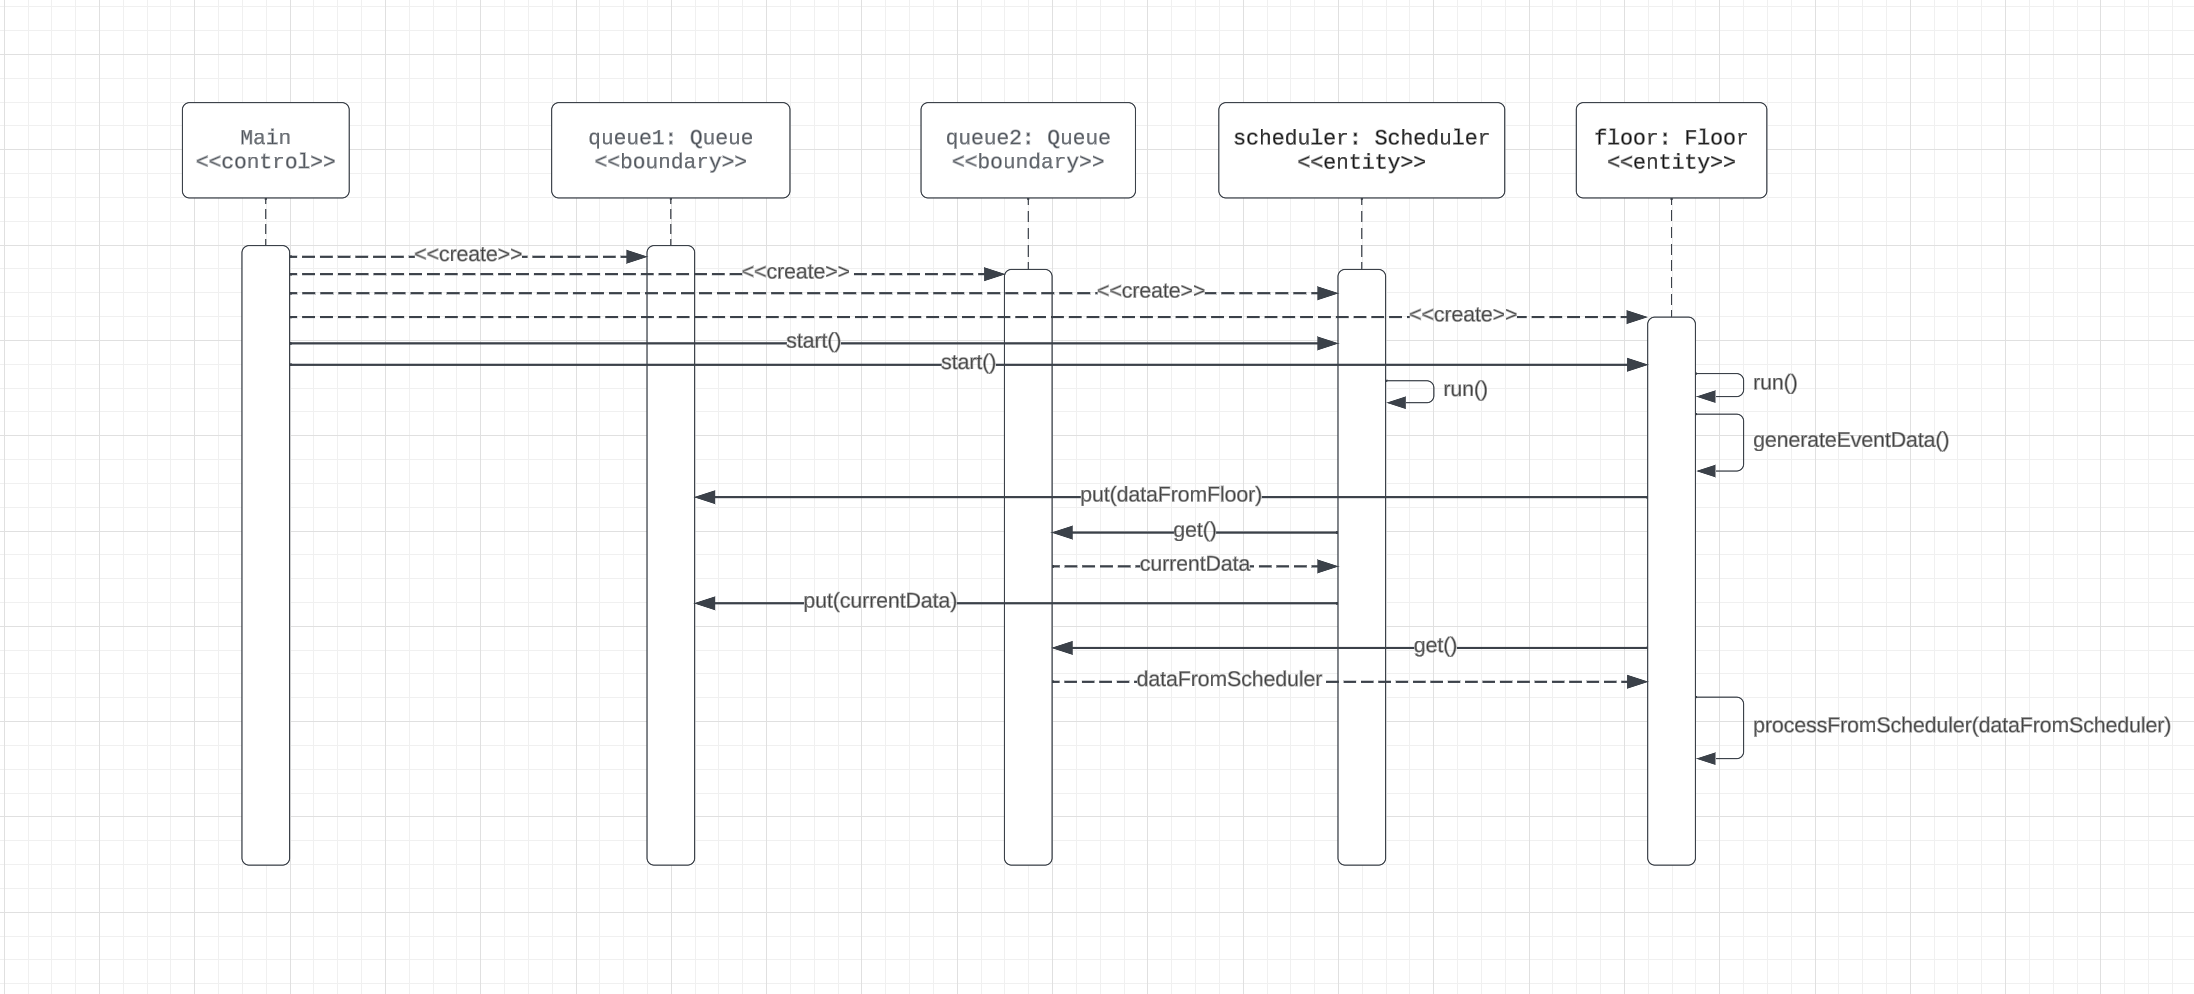 Main
<<control>>
queue1: Queue
<<boundary>>
queue2: Queue
<<boundary>>
scheduler: Scheduler
<<entity>>
floor: Floor
<<entity>>
<<create>>
<<create>>
<<create>>
<<create>>
start()
start()
run()
run()
generateEventData()
put(dataFromFloor)
get()
currentData
put(currentData)
get()
dataFromScheduler
processFromScheduler(dataFromScheduler)